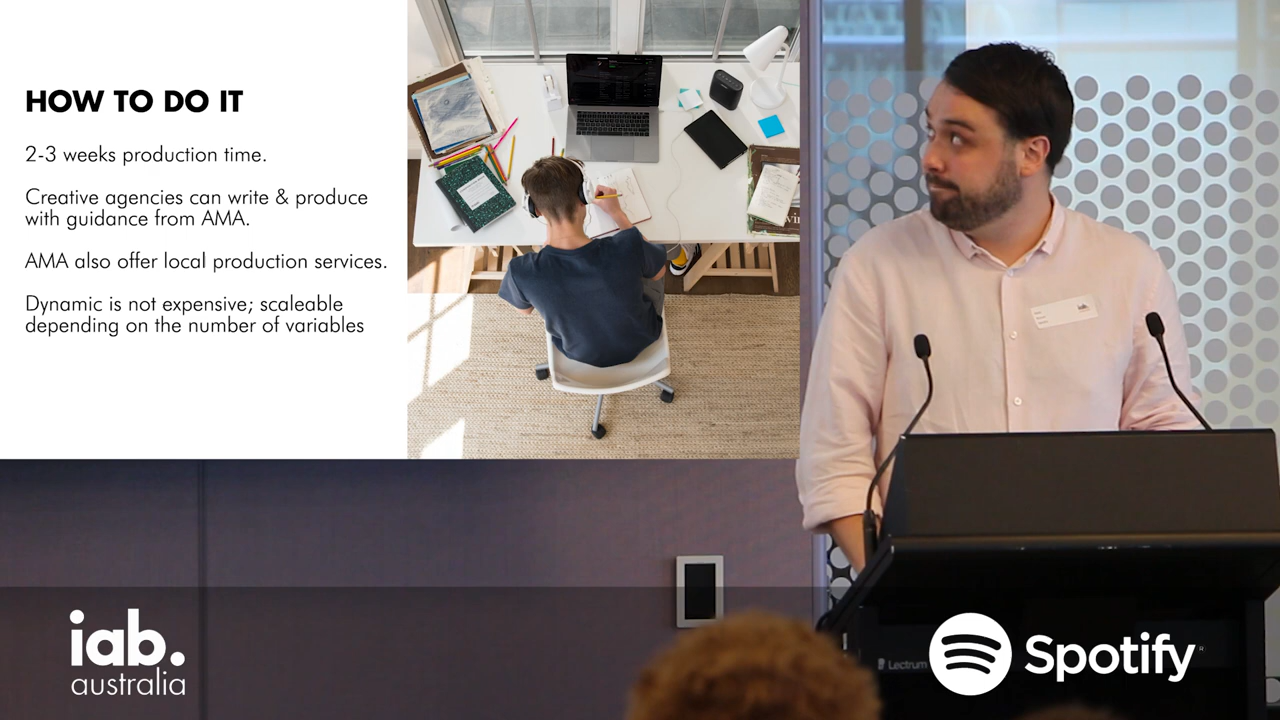 HOW TO DO IT
2-3 weeks production time.
Creative agencies can write & produce
with guidance from AMA.
AMA also offer local production services.
Dynamic is not expensive; scaleable
depending on the number of variables
iab.
australia
Lectrum
Spotify